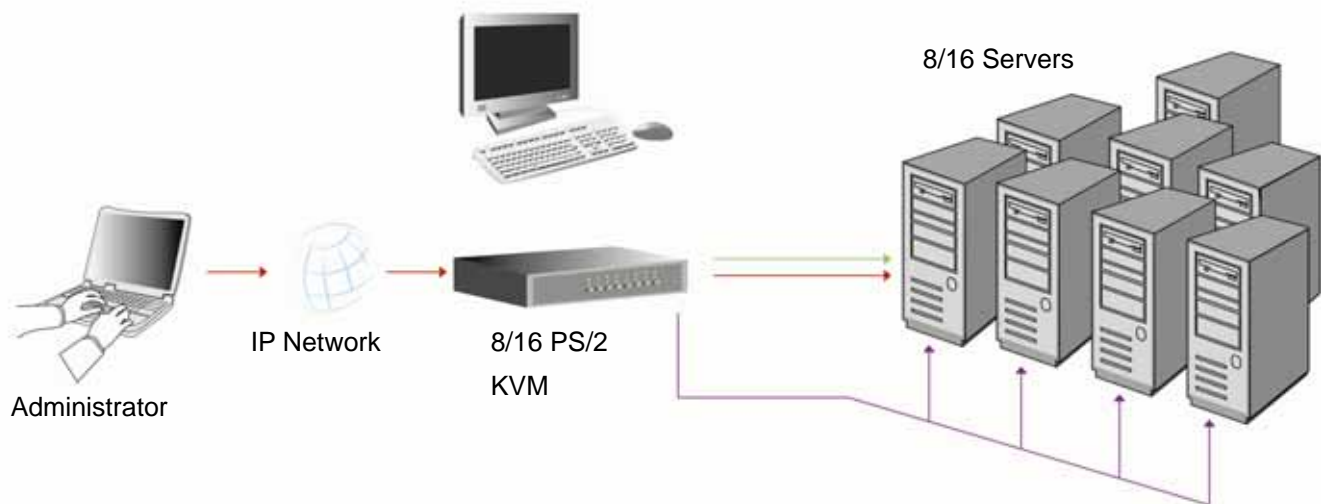 8/16 Servers
IP Network
8/16 PS/2
KVM
Administrator